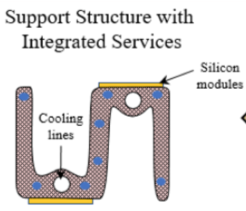 Support Structure with
Integrated Services
Silicon
modules
Cooling
lines